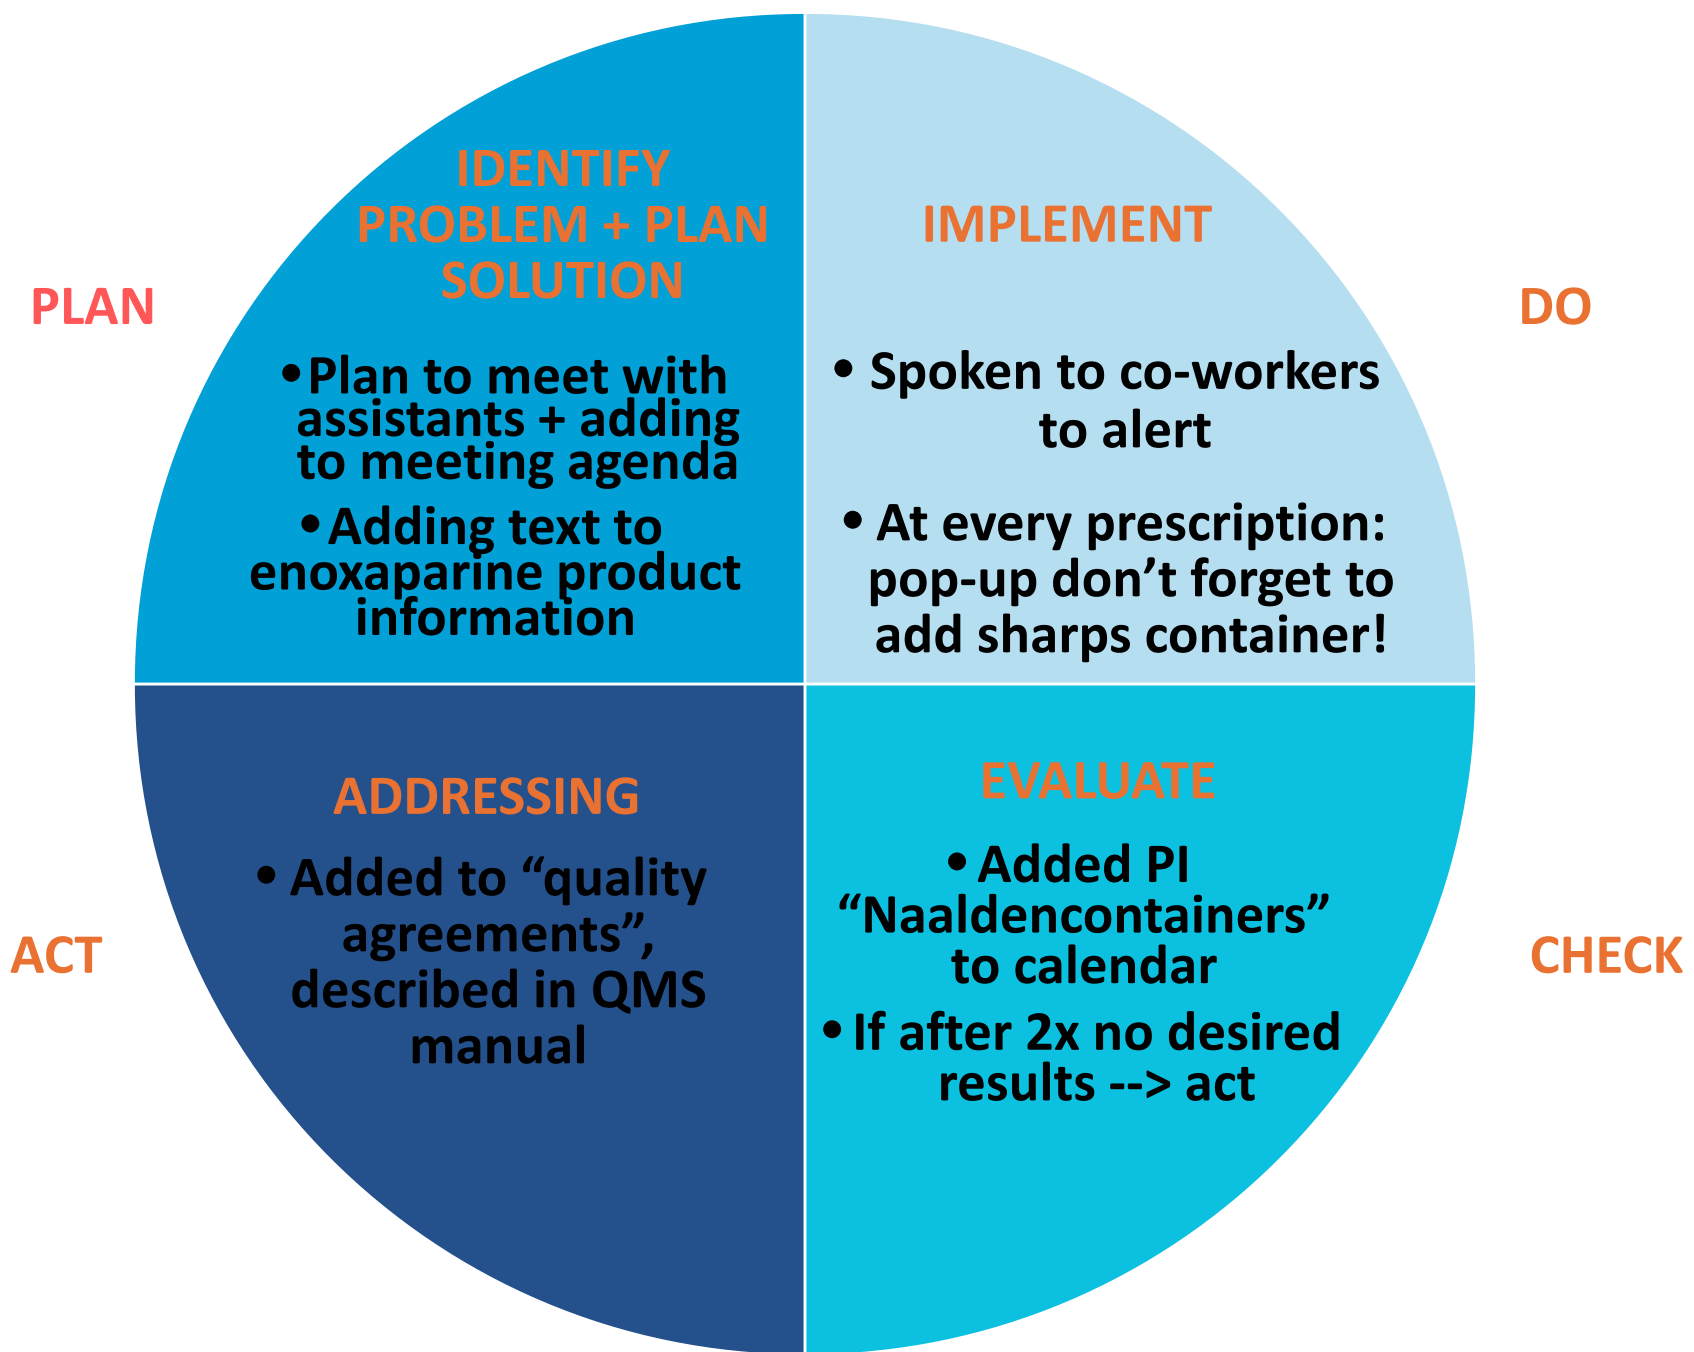 PLAN
IDENTIFY
PROBLEM + PLAN
SOLUTION
•Plan to meet with
assistants + adding
to meeting agenda
•Adding text to
enoxaparine product
information
DO
IMPLEMENT
• Spoken to co-workers
to alert
• At every prescription:
pop-up don’t forget to
add sharps container!
CHECK
EVALUATE
•Added PI
“Naaldencontainers”
to calendar
•If after 2x no desired
results --> act
ACT
ADDRESSING
• Added to “quality
agreements”,
described in QMS
manual